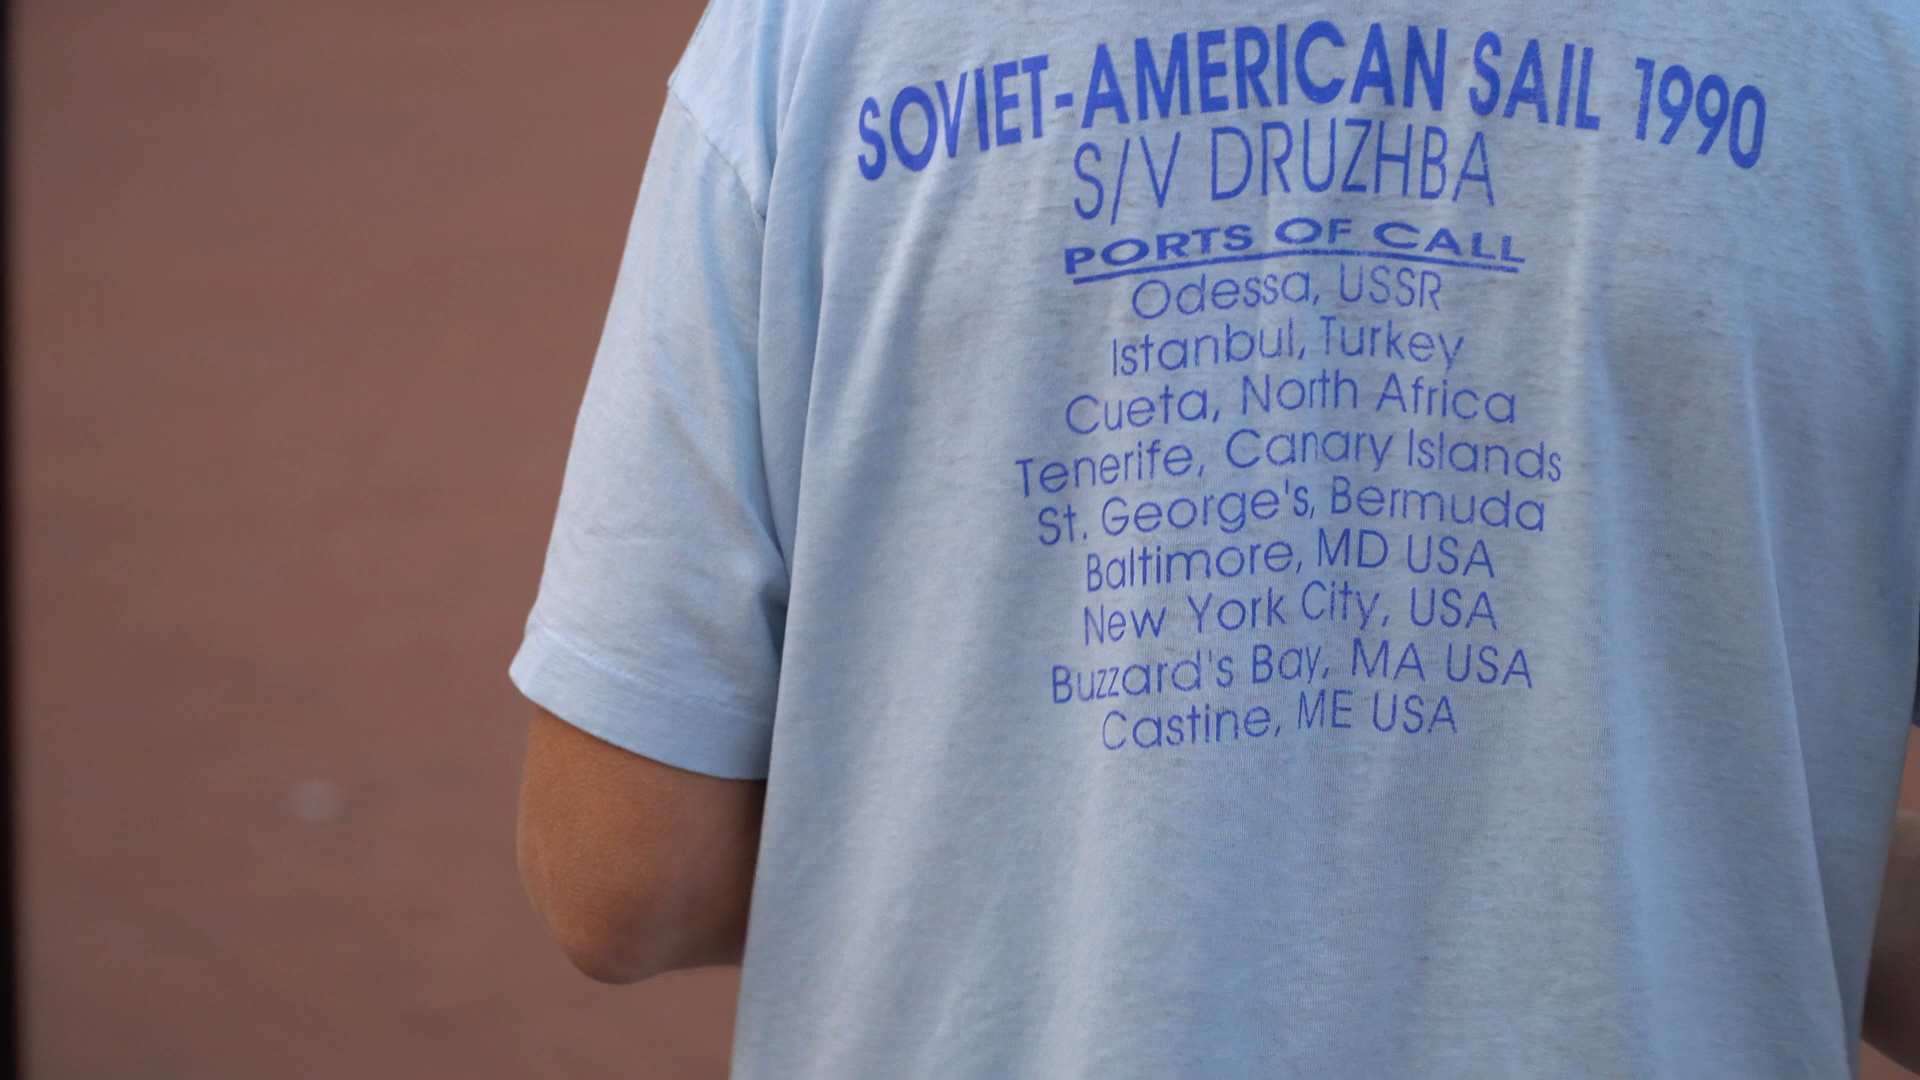 SOVIET-AMERICAN SAIL 1990
S/V DRUZHBA
PORTS OF CALL
Odessa, USSR
Istanbul, Turkey
Cueta, North Africa
Tenerife, Canary Islands
St. George's, Bermuda
Baltimore, MD USA
New York City, USA
Buzzard's Bay, MA USA
Castine, ME USA